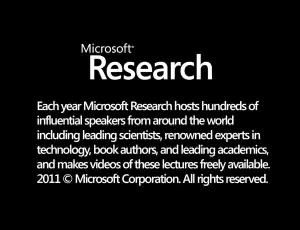 Microsoft®
Research
Each year Microsoft Research hosts hundreds of
influential speakers from around the world
including leading scientists, renowned experts in
technology, book authors, and leading academics,
and makes videos of these lectures freely available.
2011 © Microsoft Corporation. All rights reserved.